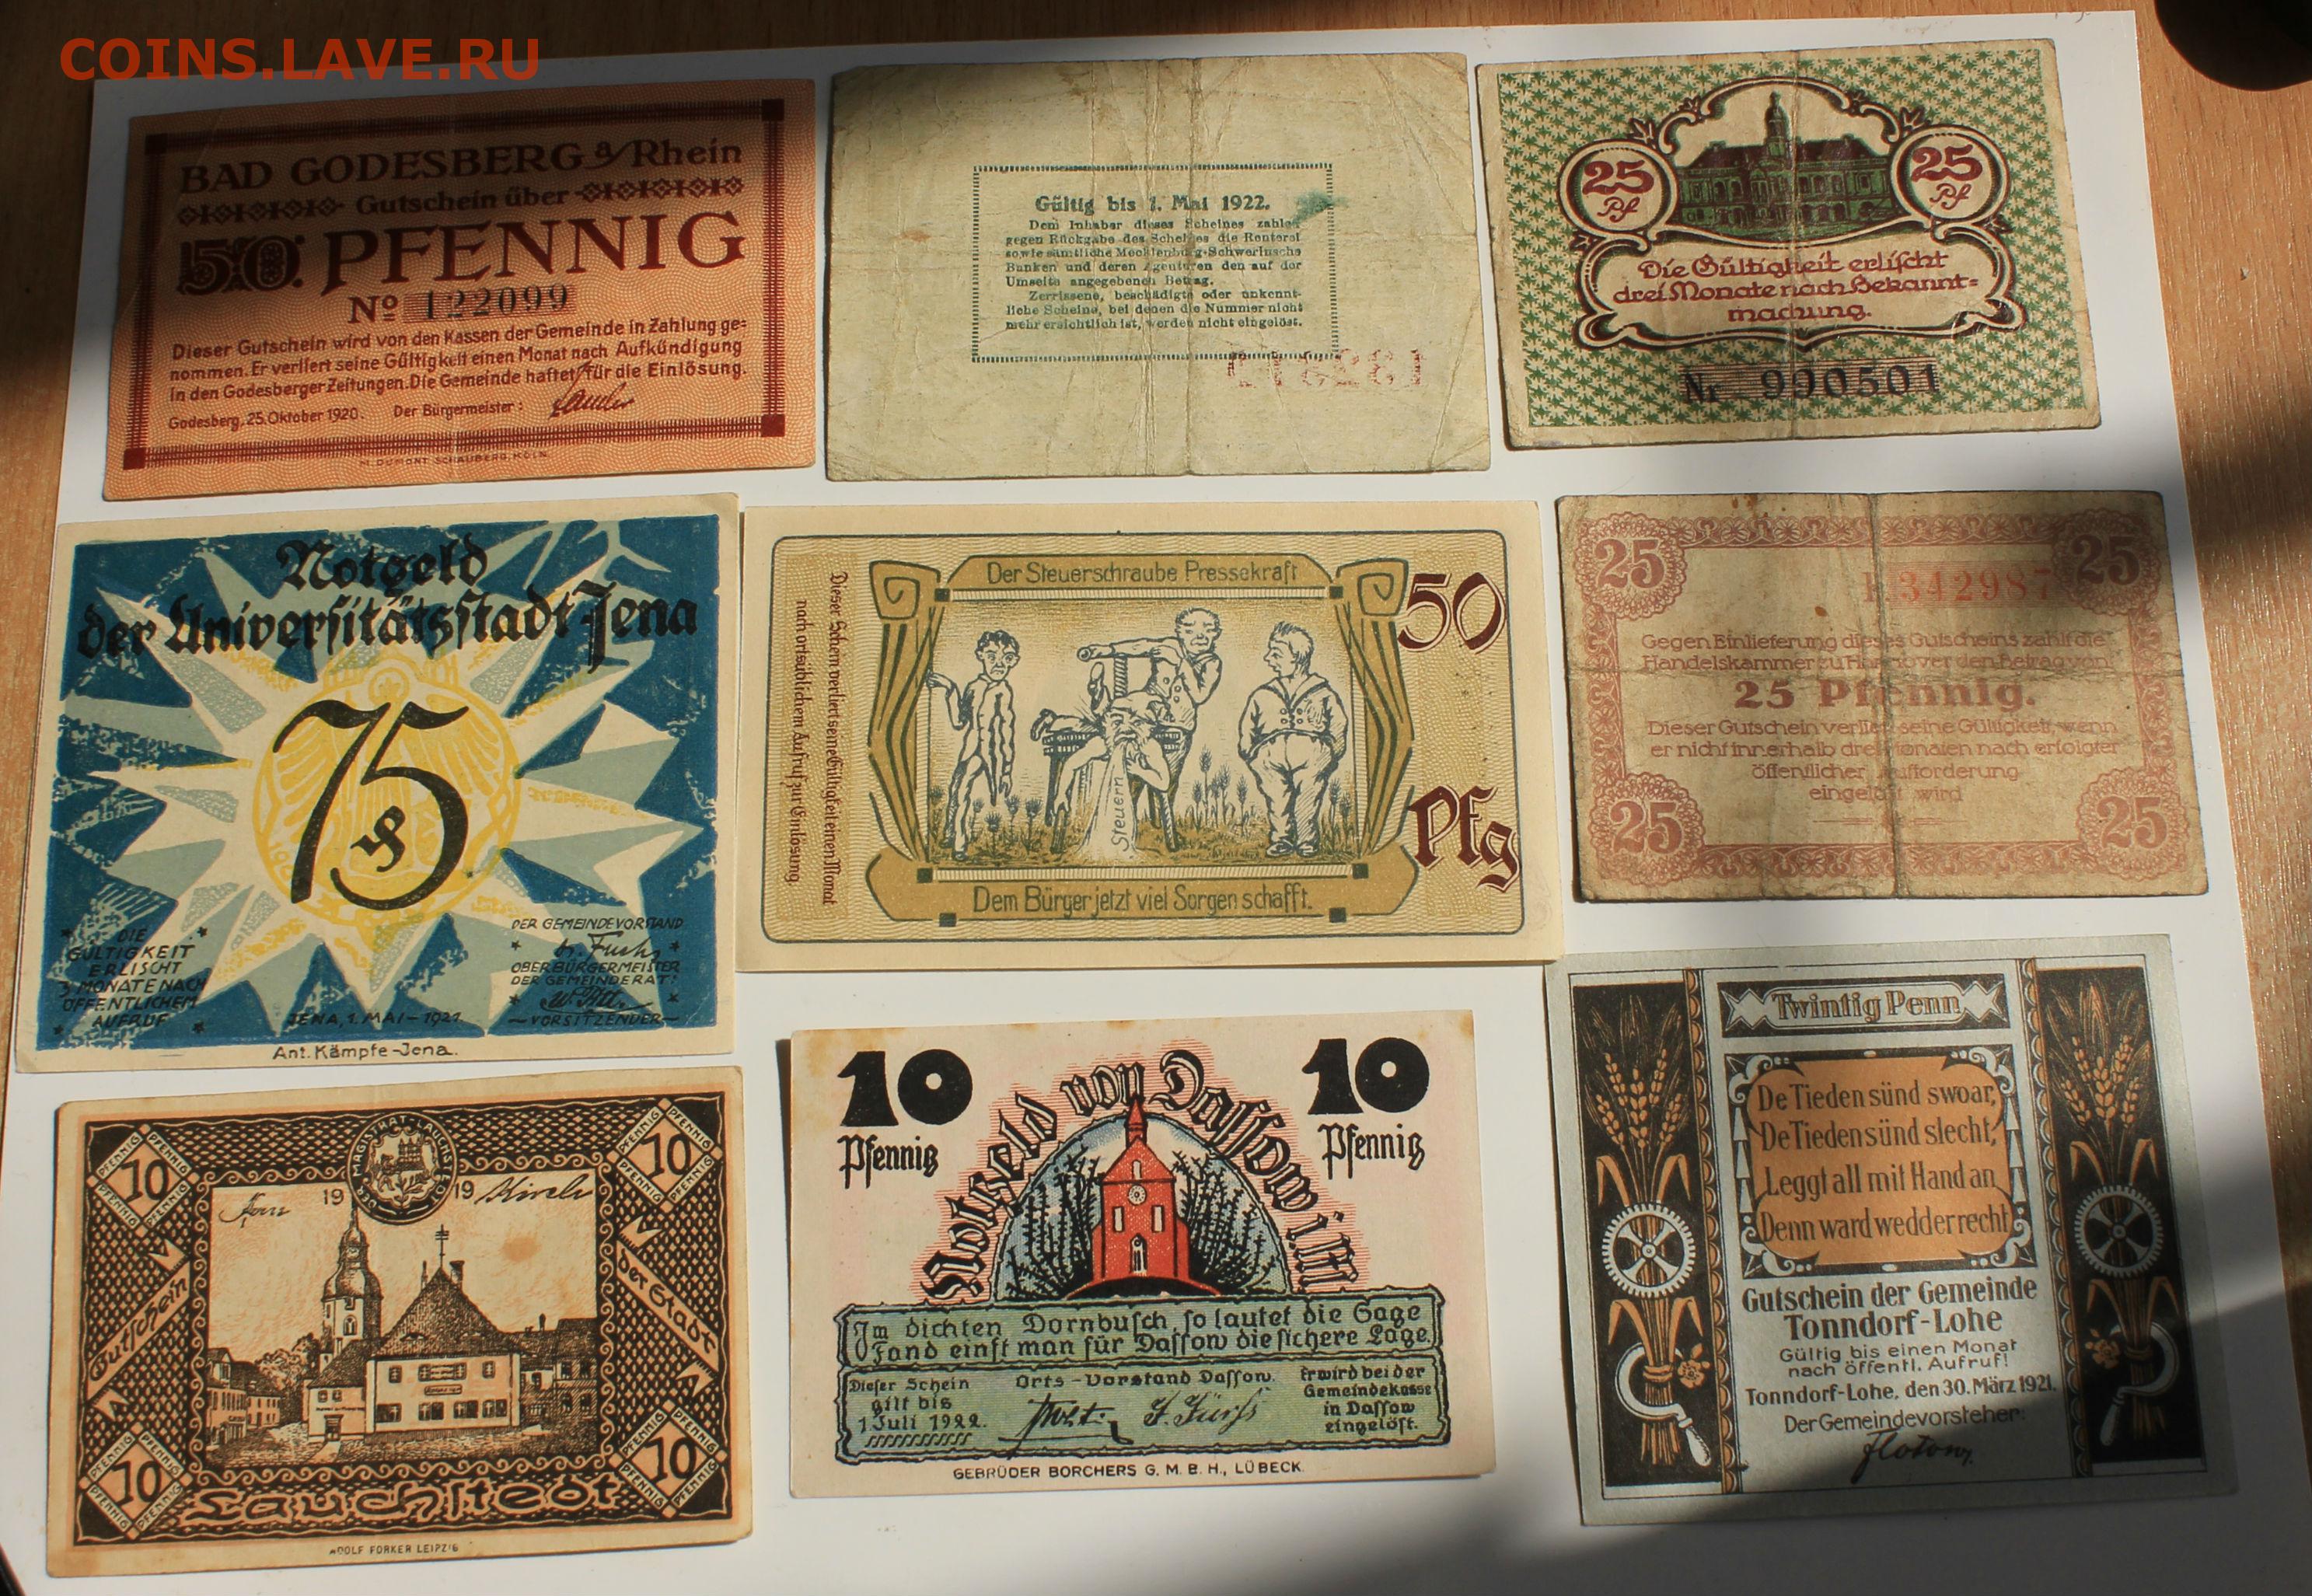 COINS.LAVE.RU
BAD GODESBERG a/Rhein
Gutschein über
50 PFENNIG
No 122099
Dieser Gutschein wird von den Kassen der Gemeinde in Zahlung ge=
nommen. Er verliert seine Gültigkeit einen Monat nach Aufkündigung
in den Godesberger Zeitungen. Die Gemeinde haftet für die Einlösung.
Godesberg, 25. Oktober 1920. Der Bürgermeister:
M. DUMONT SCHAUBERG, KÖLN.
Gültig bis 1. Mai 1922.
Dem Inhaber dieses Scheines zahlen
gegen Rückgabe des Scheines die Renterei
sowie sämtliche Mecklenburg-Schwerinsche
Banken und deren Agenturen den auf der
Umseite angegebenen Betrag.
Zerrissene, beschädigte oder unkennt-
liche Scheine, bei denen die Nummer nicht
mehr ersichtlich ist, werden nicht eingelöst.
25 Pf
25 Pf
Die Gültigkeit erlischt
drei Monate nach Bekannt=
machung.
Nr 990501
Notgeld
der Universitätsstadt Jena
75
DIE
GÜLTIGKEIT
ERLISCHT
3 MONATE NACH
ÖFFENTLICHEM
AUFRUF
JENA, 1. MAI - 1921
DER GEMEINDEVORSTAND
Dr. Fuchs
OBERBÜRGERMEISTER
DER GEMEINDERAT:
VORSITZENDER
Ant. Kämpfe-Jena.
Dieser Schein verliert seine Gültigkeit einen Monat
nach ortsüblichem Aufruf zur Einlösung.
Der Steuerschraube Pressekraft
Steuern
Dem Bürger jetzt viel Sorgen schafft.
50
Pfg
25
25
342987
Gegen Einlieferung dieses Gutscheins zahlt die
Handelskammer zu Hannover den Betrag von
25 Pfennig.
Dieser Gutschein verliert seine Gültigkeit, wenn
er nicht innerhalb drei Monaten nach erfolgter
öffentlicher Aufforderung
eingelöst wird
25
25
10 PFENNIG PFENNIG
10 PFENNIG PFENNIG
DER MAGISTRAT LAUCHSTEDT
19 19
Gutschein
der Stadt
10 PFENNIG PFENNIG
10 PFENNIG PFENNIG
Lauchstedt
ADOLF FORKER LEIPZIG
10
Pfennig
Notgeld von Dassow i. M.
10
Pfennig
Im dichten Dornbusch, so lautet die Sage
Fand einst man für Dassow die sichere Lage.
Dieser Schein
gilt bis
1 Juli 1922.
Orts-Vorstand Dassow.
Er wird bei der
Gemeindekasse
in Dassow
eingelöst.
GEBRÜDER BORCHERS G. M. B. H., LÜBECK.
Twintig Penn
De Tieden sünd swoar,
De Tieden sünd slecht,
Leggt all mit Hand an,
Denn ward wedder recht
Gutschein der Gemeinde
Tonndorf-Lohe
Gültig bis einen Monat
nach öffentl. Aufruf!
Tonndorf-Lohe, den 30. März 1921.
Der Gemeindevorsteher: